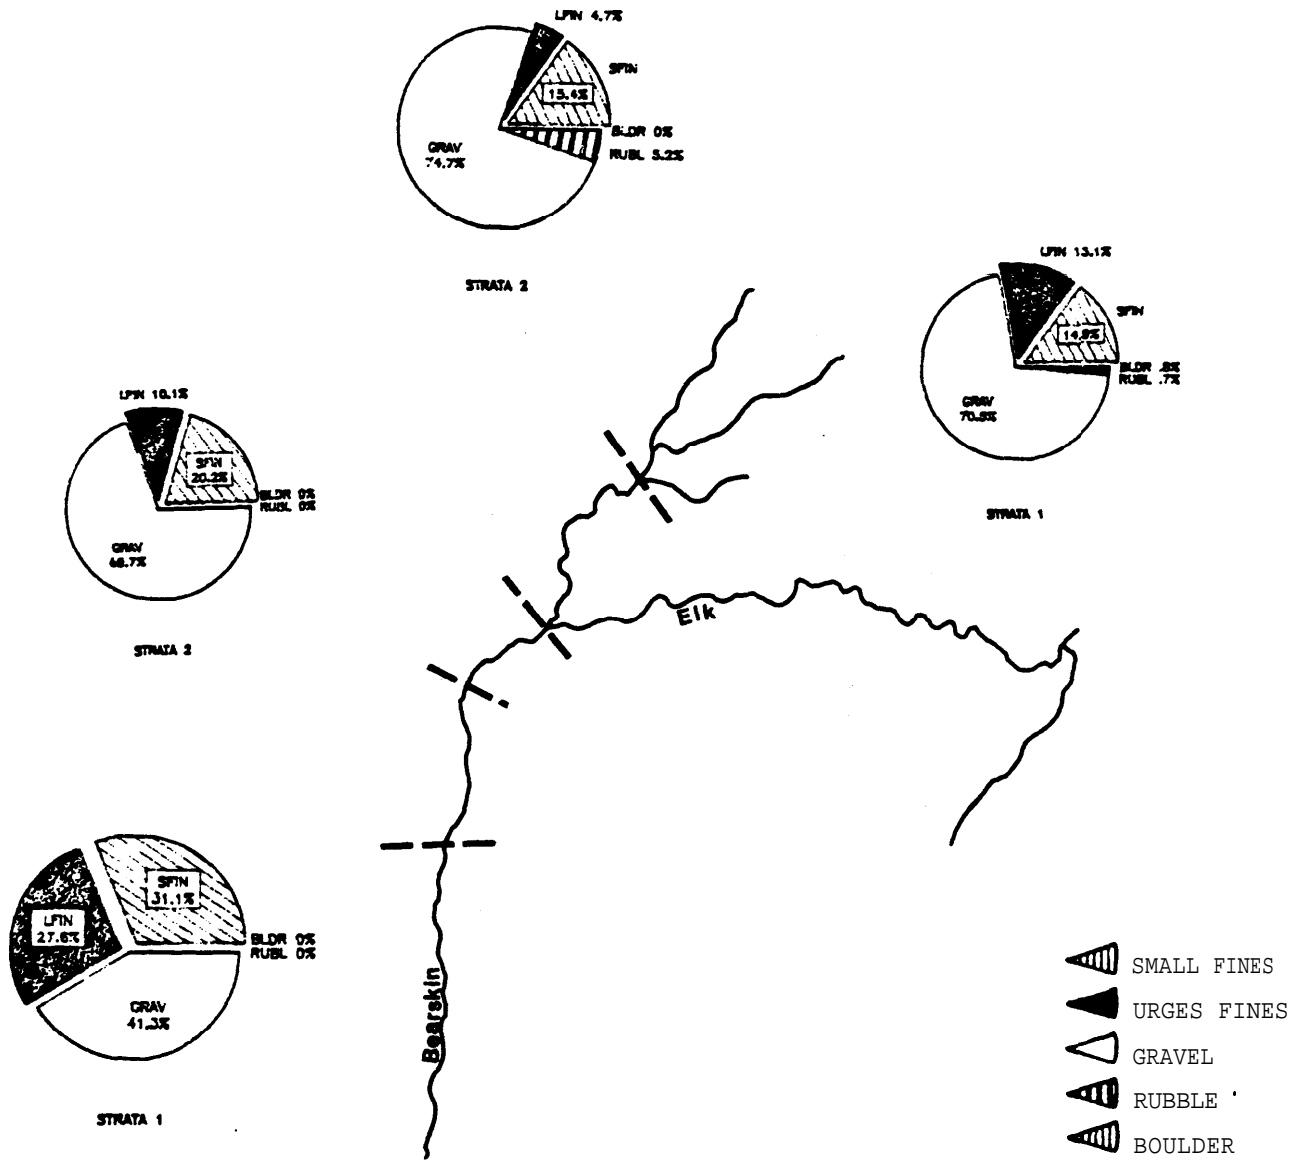 LFIN 4.7%
SFIN
15.4%
BLDR 0%
RUBL 5.2%
GRAV
74.7%
STRATA 2
LFIN 13.1%
SFIN
14.8%
BLDR .6%
RUBL .7%
GRAV
STRATA 1
LFIN 10.1%
SFIN
20.2%
BLDR 0%
RUBL 0%
GRAV
STRATA 2
Elk
SFIN
31.1%
LFIN
27.6%
BLDR 0%
RUBL 0%
GRAV
41.3%
STRATA 1
Bearskin
SMALL FINES
URGES FINES
GRAVEL
RUBBLE
BOULDER